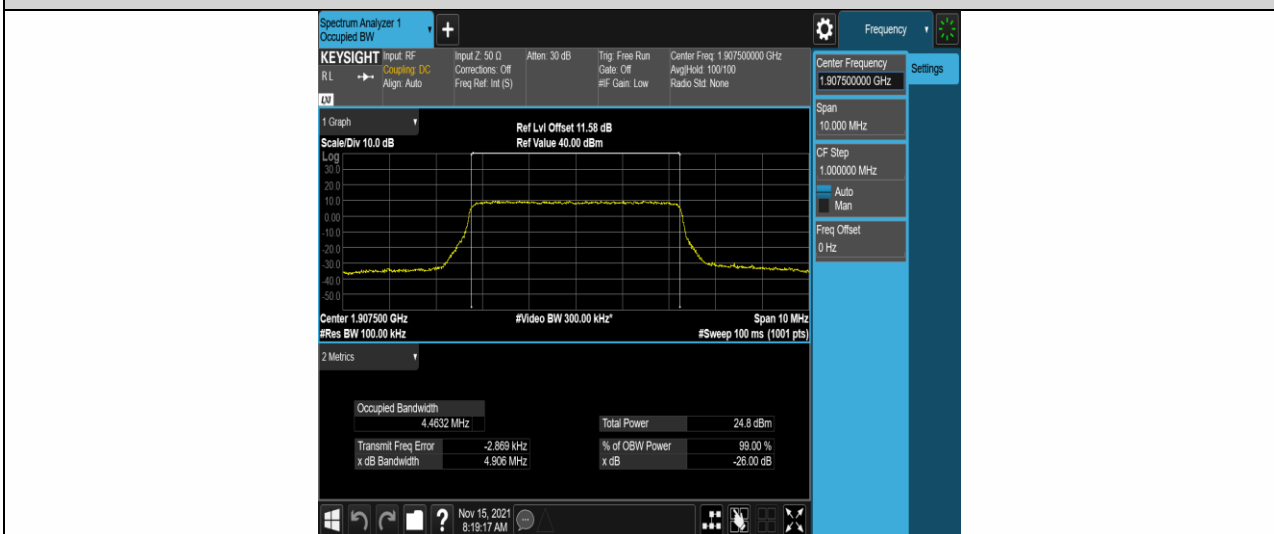 Spectrum Analyzer 1
Occupied BW
+
Frequency
KEYSIGHT
R L
LXI
Input: RF
Coupling: DC
Align: Auto
Input Z: 50 Ω
Corrections: Off
Freq Ref: Int (S)
Atten: 30 dB
Trig: Free Run
Gate: Off
#IF Gain: Low
Center Freq: 1.907500000 GHz
Avg|Hold: 100/100
Radio Std: None
Center Frequency
1.907500000 GHz
Settings
Span
10.000 MHz
CF Step
1.000000 MHz
Auto
Man
Freq Offset
0 Hz
1 Graph
Scale/Div 10.0 dB
Ref Lvl Offset 11.58 dB
Ref Value 40.00 dBm
Log
30.0
20.0
10.0
0.00
-10.0
-20.0
-30.0
-40.0
-50.0
Center 1.907500 GHz
#Video BW 300.00 kHz*
Span 10 MHz
#Res BW 100.00 kHz
#Sweep 100 ms (1001 pts)
2 Metrics
Occupied Bandwidth
4.4632 MHz
Total Power 24.8 dBm
Transmit Freq Error -2.869 kHz
% of OBW Power 99.00 %
x dB Bandwidth 4.906 MHz
x dB -26.00 dB
?
Nov 15, 2021
8:19:17 AM